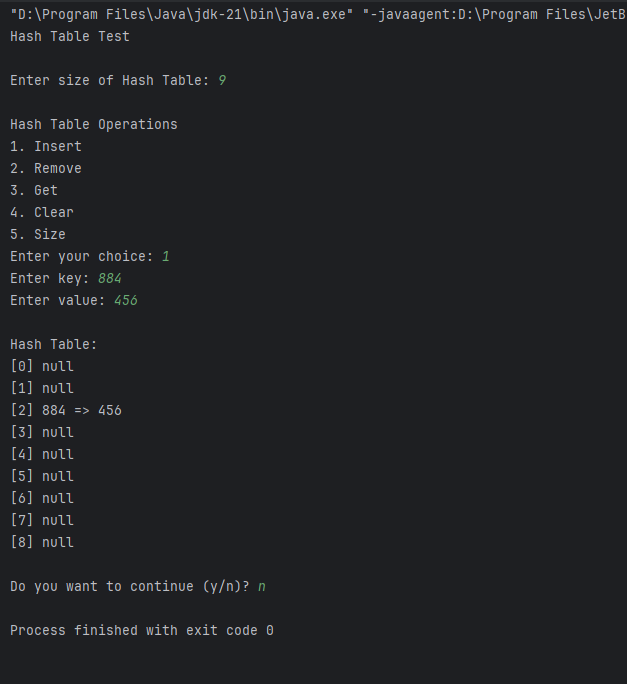 "D:\Program Files\Java\jdk-21\bin\java.exe" "-javaagent:D:\Program Files\JetB
Hash Table Test
Enter size of Hash Table: 9
Hash Table Operations
1. Insert
2. Remove
3. Get
4. Clear
5. Size
Enter your choice: 1
Enter key: 884
Enter value: 456
Hash Table:
[0] null
[1] null
[2] 884 => 456
[3] null
[4] null
[5] null
[6] null
[7] null
[8] null
Do you want to continue (y/n)? n
Process finished with exit code 0